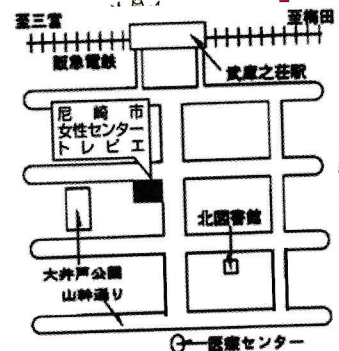 至三宮
至梅田
阪急電鉄
武庫之荘駅
尼崎市
女性センター
トレピエ
北図書館
大井戸公園
山幹通り
医療センター